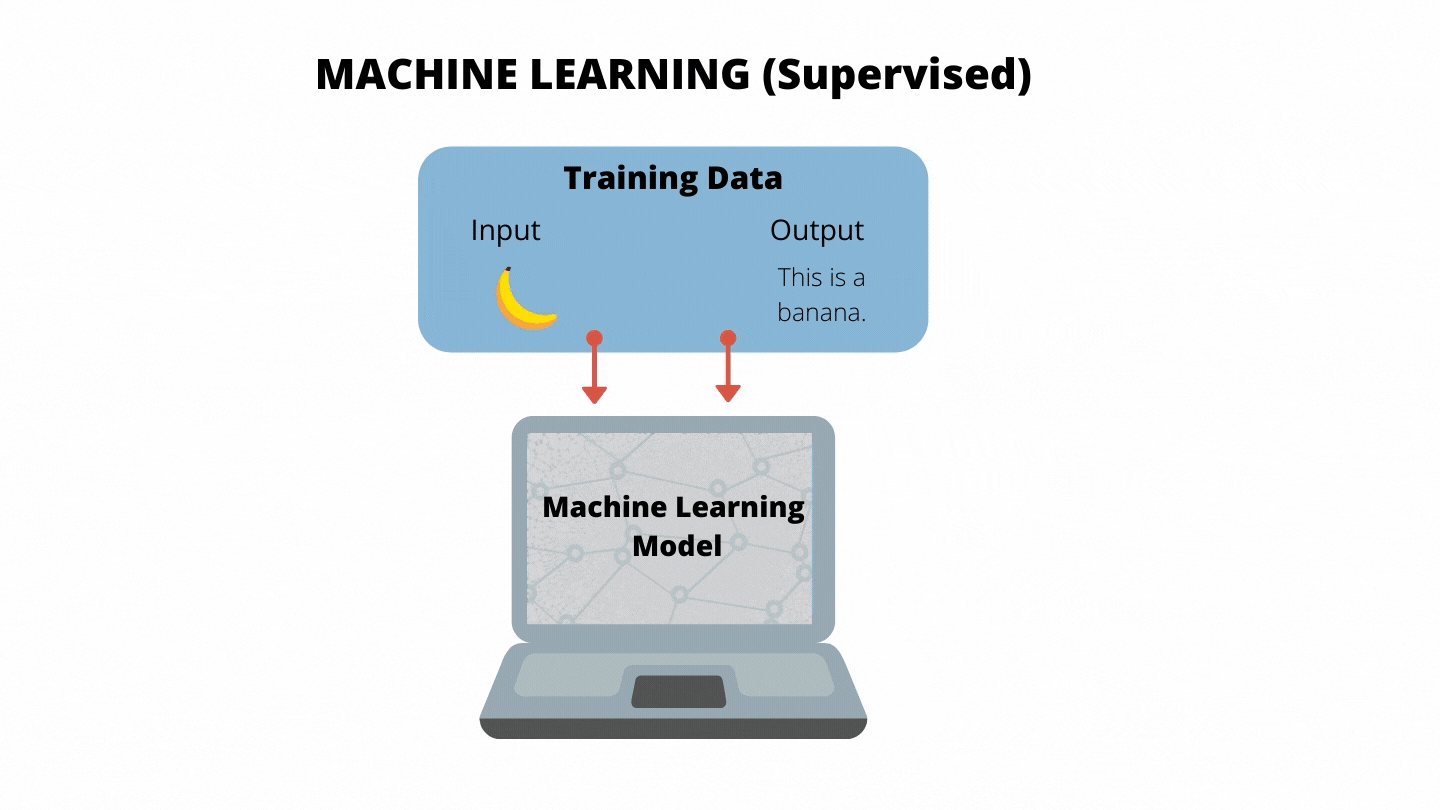 MACHINE LEARNING (Supervised)
Training Data
Input
Output
This is a
banana.
Machine Learning
Model